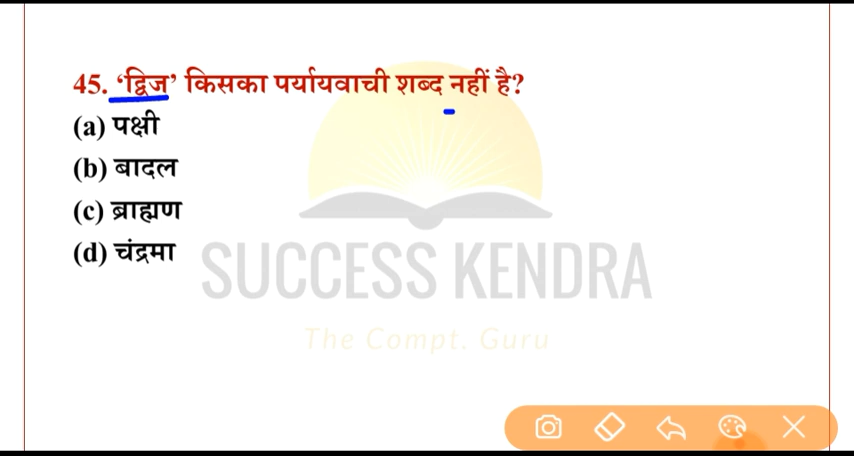 45. ‘द्विज’ किसका पर्यायवाची शब्द नहीं है?
(a) पक्षी
(b) बादल
(c) ब्राह्मण
(d) चंद्रमा
SUCCESS KENDRA
The Compt. Guru